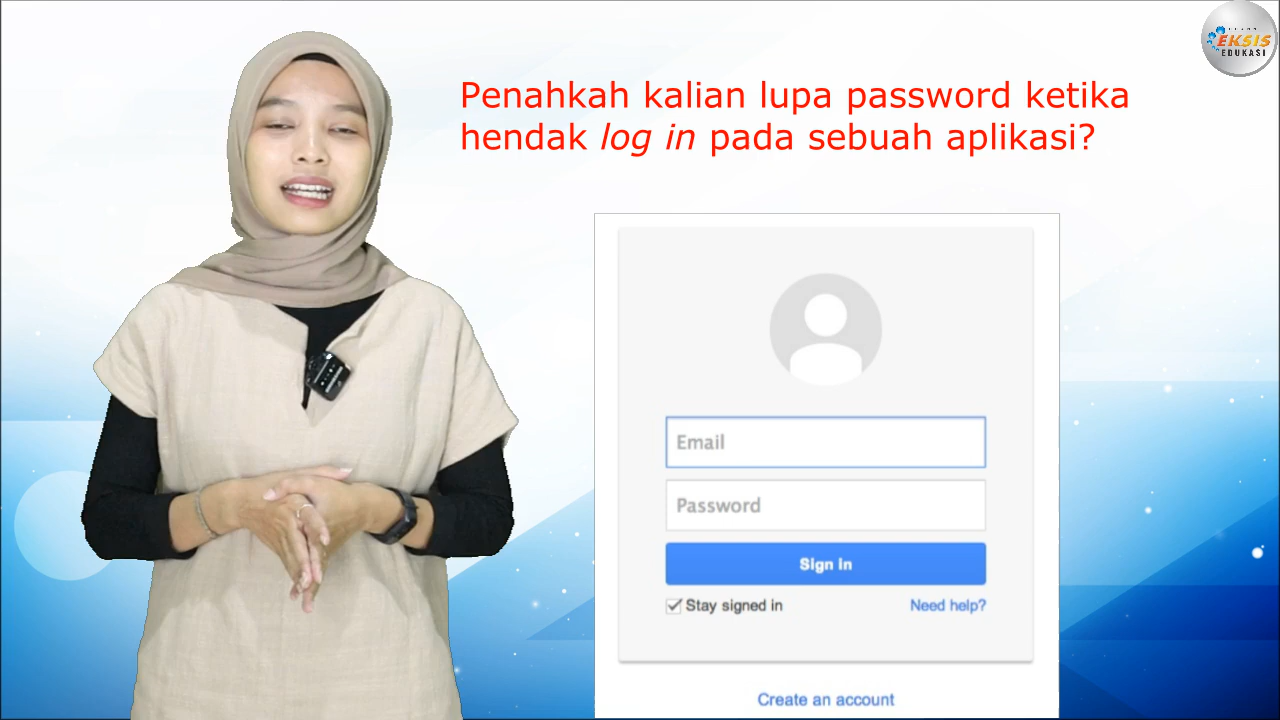 EKSIS
EDUKASI
Penahkah kalian lupa password ketika
hendak log in pada sebuah aplikasi?
Email
Password
Sign in
Stay signed in
Need help?
Create an account